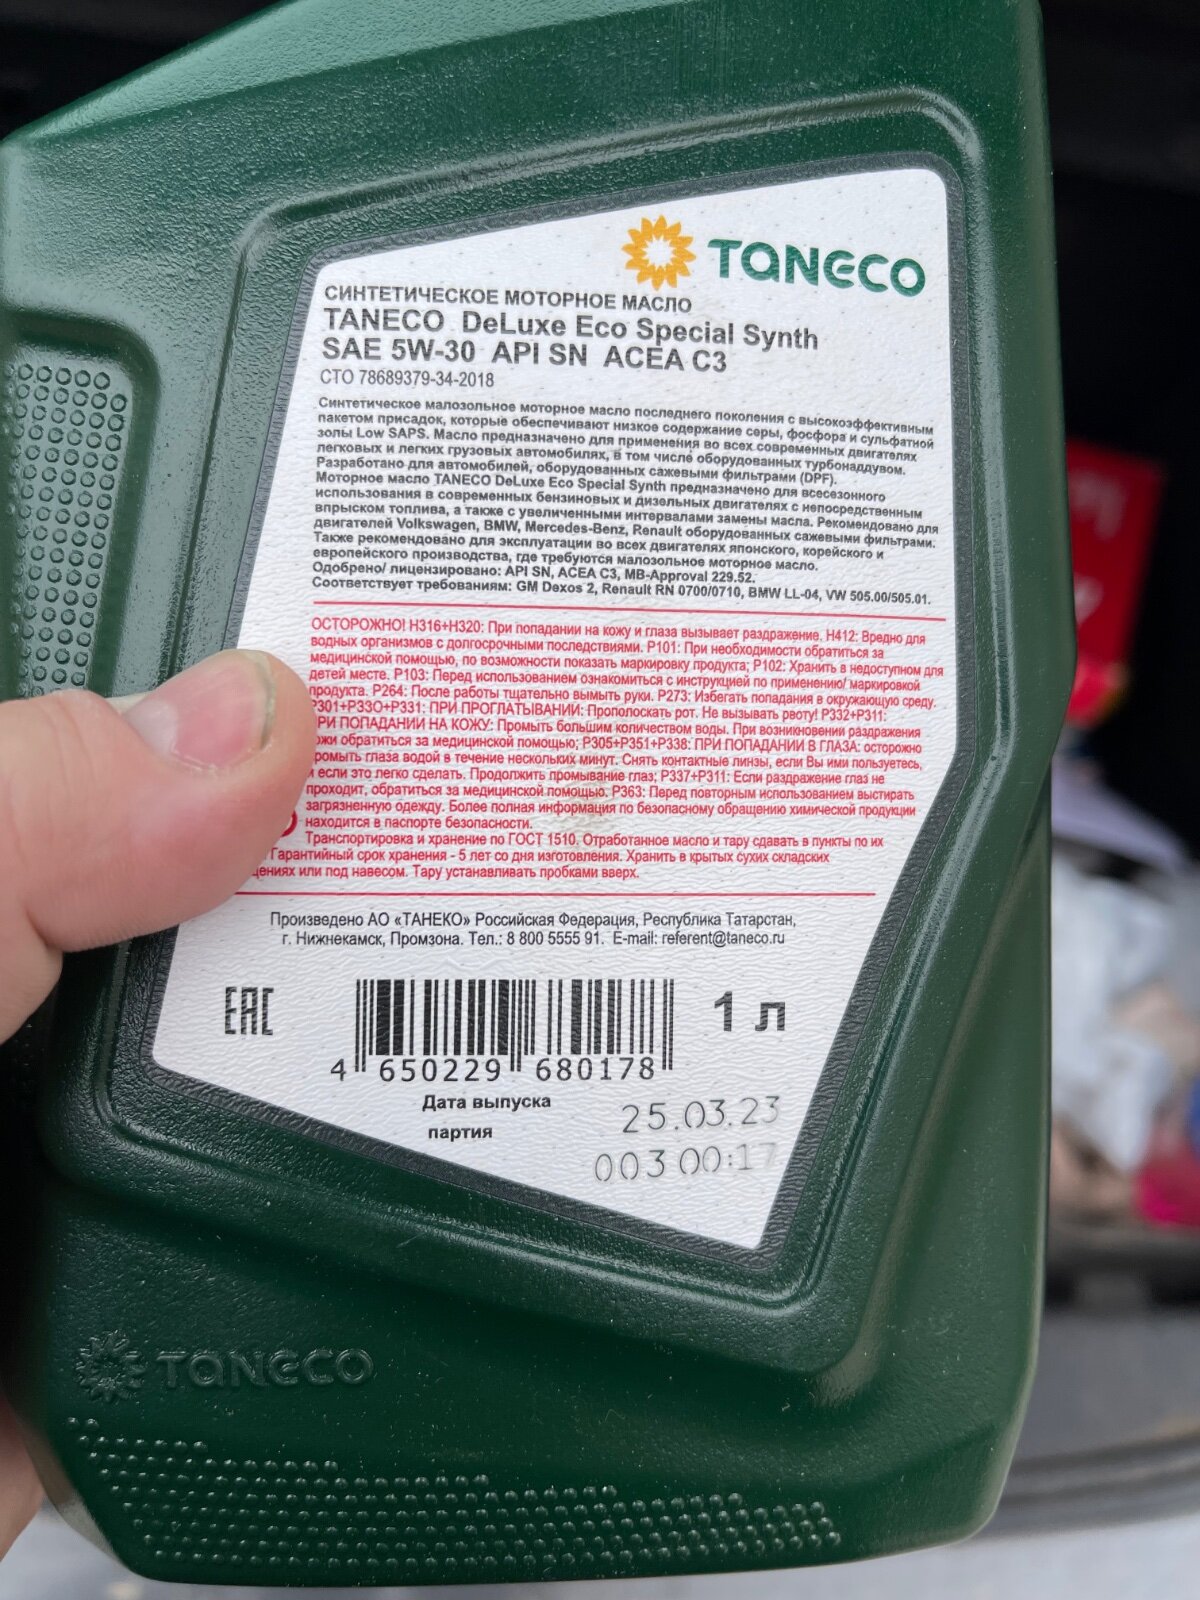 TANECO
СИНТЕТИЧЕСКОЕ МОТОРНОЕ МАСЛО
TANECO DeLuxe Eco Special Synth
SAE 5W-30 API SN ACEA C3
СТО 78689379-34-2018
Синтетическое малозольное моторное масло последнего поколения с высокоэффективным
пакетом присадок, которые обеспечивают низкое содержание серы, фосфора и сульфатной
золы Low SAPS. Масло предназначено для применения во всех современных двигателях
легковых и легких грузовых автомобилях, в том числе оборудованных турбонаддувом.
Разработано для автомобилей, оборудованных сажевыми фильтрами (DPF).
Моторное масло TANECO DeLuxe Eco Special Synth предназначено для всесезонного
использования в современных бензиновых и дизельных двигателях с непосредственным
впрыском топлива, а также с увеличенными интервалами замены масла. Рекомендовано для
двигателей Volkswagen, BMW, Mercedes-Benz, Renault оборудованных сажевыми фильтрами.
Также рекомендовано для эксплуатации во всех двигателях японского, корейского и
европейского производства, где требуются малозольное моторное масло.
Одобрено/ лицензировано: API SN, ACEA C3, MB-Approval 229.52.
Соответствует требованиям: GM Dexos 2, Renault RN 0700/0710, BMW LL-04, VW 505.00/505.01.
ОСТОРОЖНО! H316+H320: При попадании на кожу и глаза вызывает раздражение. H412: Вредно для
водных организмов с долгосрочными последствиями. P101: При необходимости обратиться за
медицинской помощью, по возможности показать маркировку продукта; P102: Хранить в недоступном для
детей месте. P103: Перед использованием ознакомиться с инструкцией по применению/ маркировкой
продукта. P264: После работы тщательно вымыть руки. P273: Избегать попадания в окружающую среду.
P301+P33O+P331: ПРИ ПРОГЛАТЫВАНИИ: Прополоскать рот. Не вызывать рвоту! P332+P311:
ПРИ ПОПАДАНИИ НА КОЖУ: Промыть большим количеством воды. При возникновении раздражения
обратиться за медицинской помощью; P305+P351+P338: ПРИ ПОПАДАНИИ В ГЛАЗА: осторожно
промыть глаза водой в течение нескольких минут. Снять контактные линзы, если Вы ими пользуетесь,
и если это легко сделать. Продолжить промывание глаз; P337+P311: Если раздражение глаз не
проходит, обратиться за медицинской помощью. P363: Перед повторным использованием выстирать
загрязненную одежду. Более полная информация по безопасному обращению химической продукции
находится в паспорте безопасности.
Транспортировка и хранение по ГОСТ 1510. Отработанное масло и тару сдавать в пункты по их
Гарантийный срок хранения - 5 лет со дня изготовления. Хранить в крытых сухих складских
или под навесом. Тару устанавливать пробками вверх.
Произведено АО «ТАНЕКО» Российская Федерация, Республика Татарстан,
г. Нижнекамск, Промзона. Тел.: 8 800 5555 91. E-mail: referent@taneco.ru
EAC
1 л
4 650229 680178
Дата выпуска
25.03.23
партия
003 00:17
TANECO